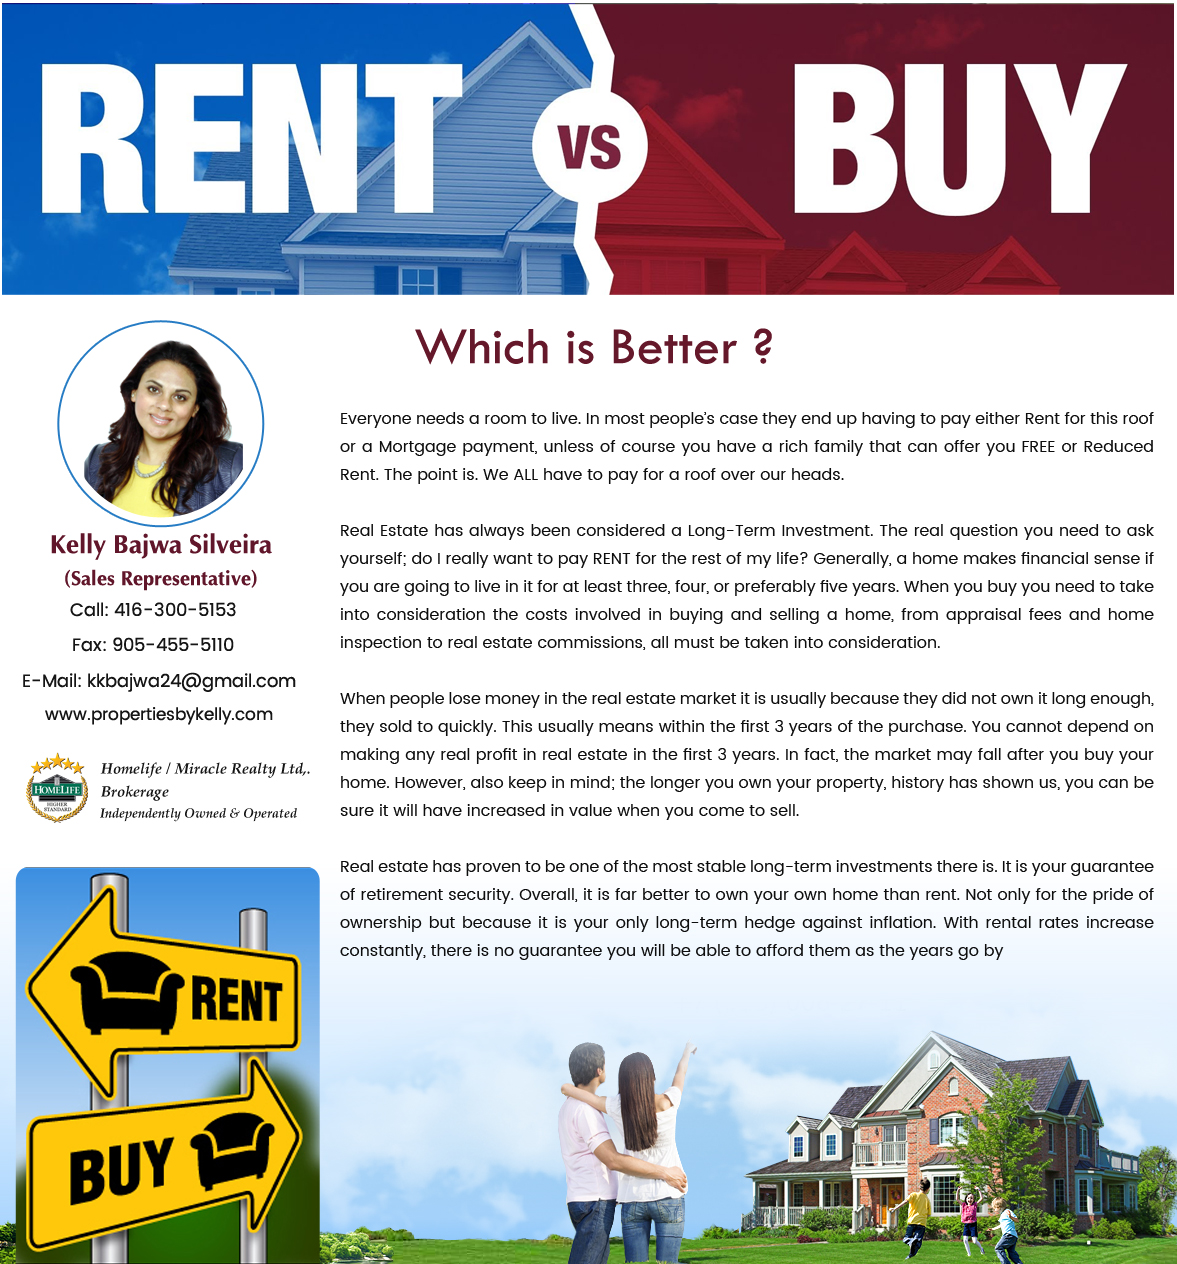 RENT VS BUY
Which is Better ?
Everyone needs a room to live. In most people's case they end up having to pay either Rent for this roof
or a Mortgage payment, unless of course you have a rich family that can offer you FREE or Reduced
Rent. The point is. We ALL have to pay for a roof over our heads.
Real Estate has always been considered a Long-Term Investment. The real question you need to ask
yourself; do I really want to pay RENT for the rest of my life? Generally, a home makes financial sense if
you are going to live in it for at least three, four, or preferably five years. When you buy you need to take
into consideration the costs involved in buying and selling a home, from appraisal fees and home
inspection to real estate commissions, all must be taken into consideration.
When people lose money in the real estate market it is usually because they did not own it long enough,
they sold to quickly. This usually means within the first 3 years of the purchase. You cannot depend on
making any real profit in real estate in the first 3 years. In fact, the market may fall after you buy your
home. However, also keep in mind; the longer you own your property, history has shown us, you can be
sure it will have increased in value when you come to sell.
Real estate has proven to be one of the most stable long-term investments there is. It is your guarantee
of retirement security. Overall, it is far better to own your own home than rent. Not only for the pride of
ownership but because it is your only long-term hedge against inflation. With rental rates increase
constantly, there is no guarantee you will be able to afford them as the years go by
Kelly Bajwa Silveira
(Sales Representative)
Call: 416-300-5153
Fax: 905-455-5110
E-Mail: kkbajwa24@gmail.com
www.propertiesbykelly.com
HOMELIFE
HIGHER
STANDARDS
Homelife / Miracle Realty Ltd,.
Brokerage
Independently Owned & Operated
RENT
BUY